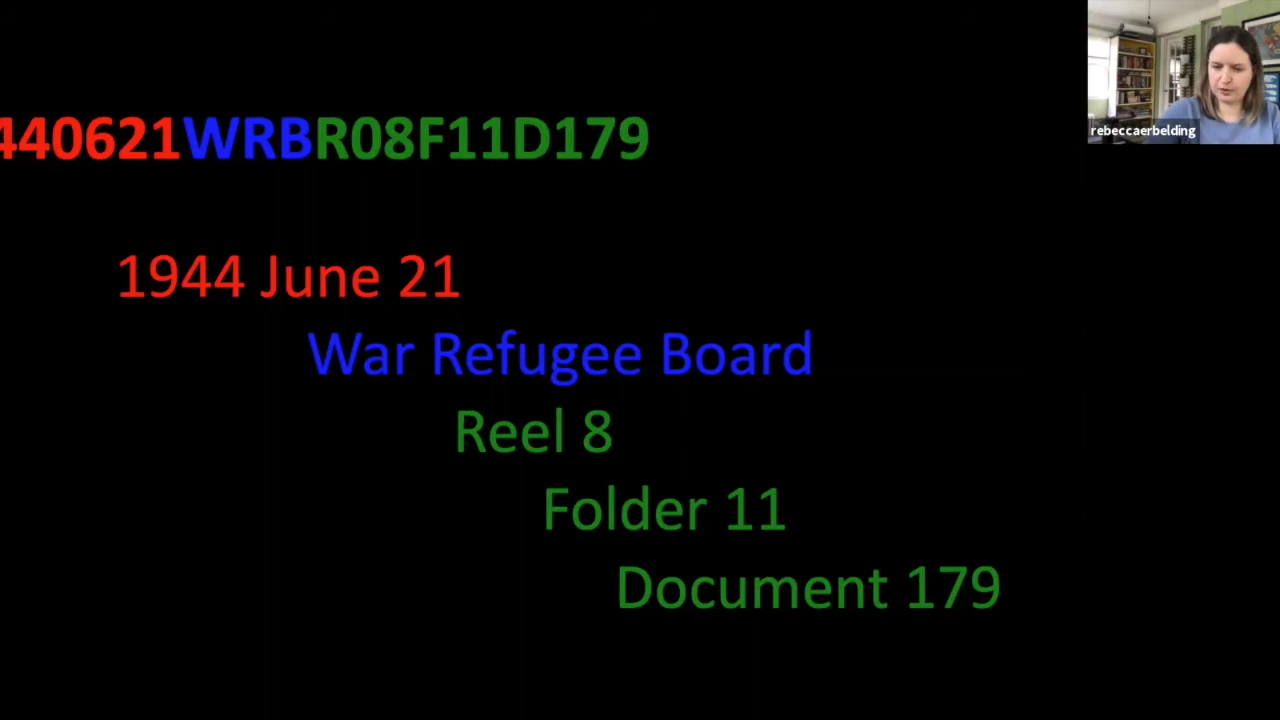 440621WRBR08F11D179
rebeccaerbelding
1944 June 21
War Refugee Board
Reel 8
Folder 11
Document 179